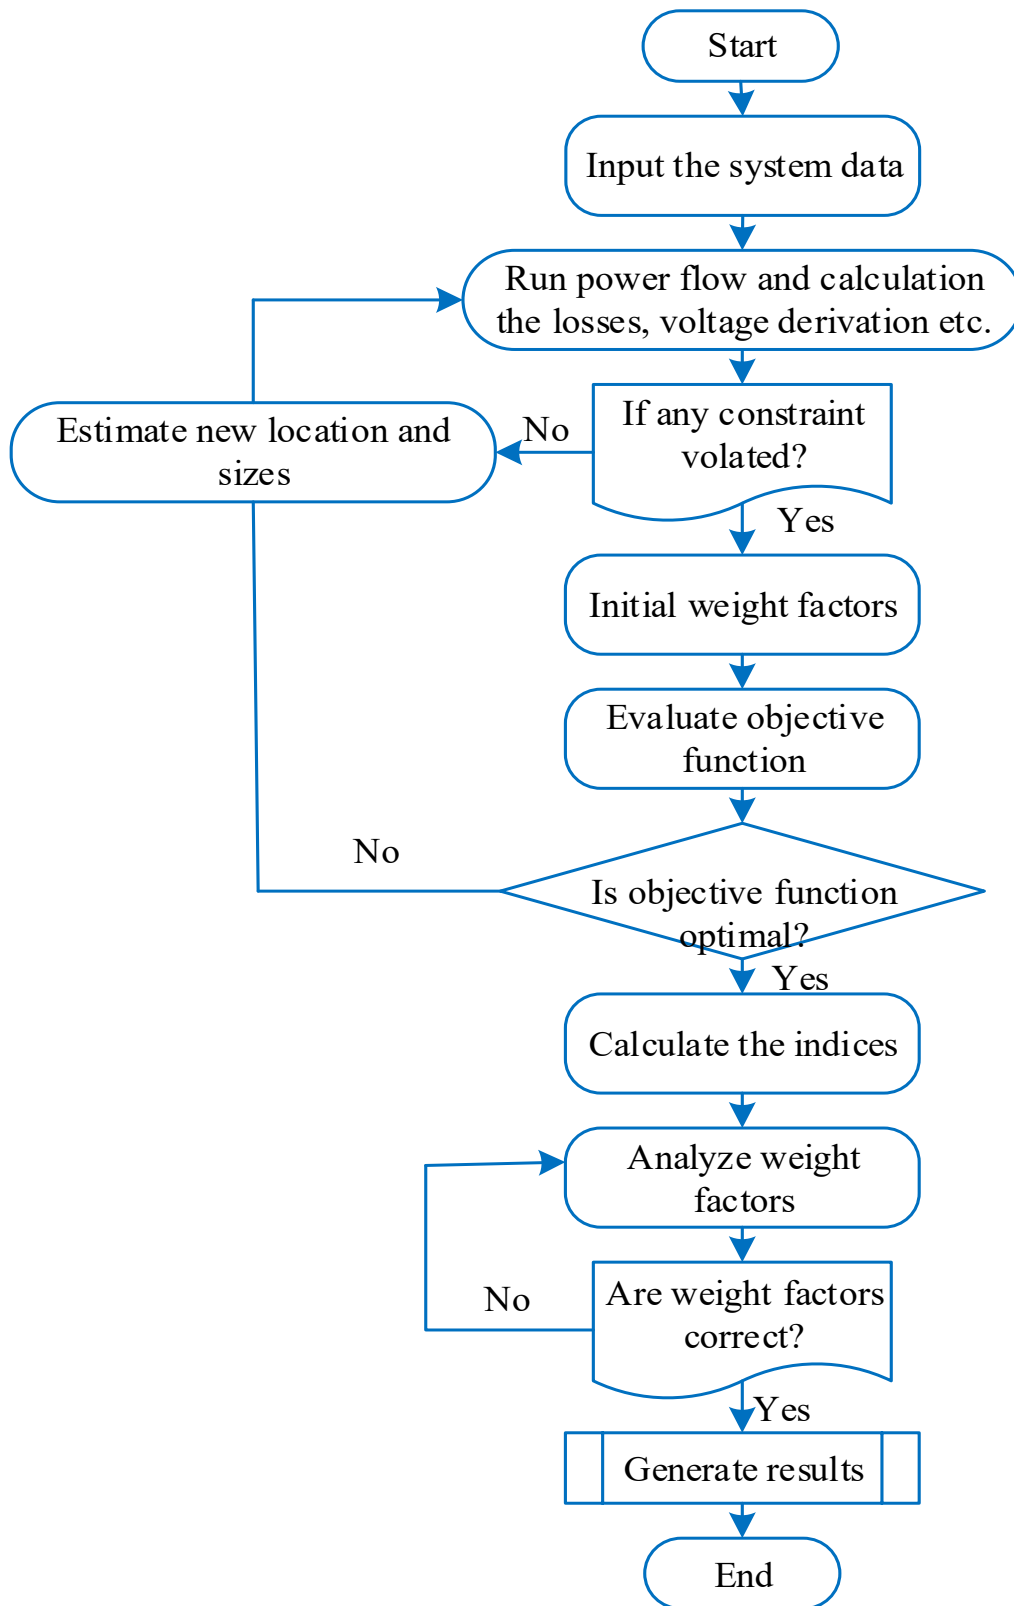 Start
Input the system data
Run power flow and calculation
the losses, voltage derivation etc.
If any constraint
volated?
No
Estimate new location and
sizes
Yes
Initial weight factors
Evaluate objective
function
No
Is objective function
optimal?
Yes
Calculate the indices
Analyze weight
factors
No
Are weight factors
correct?
Yes
Generate results
End